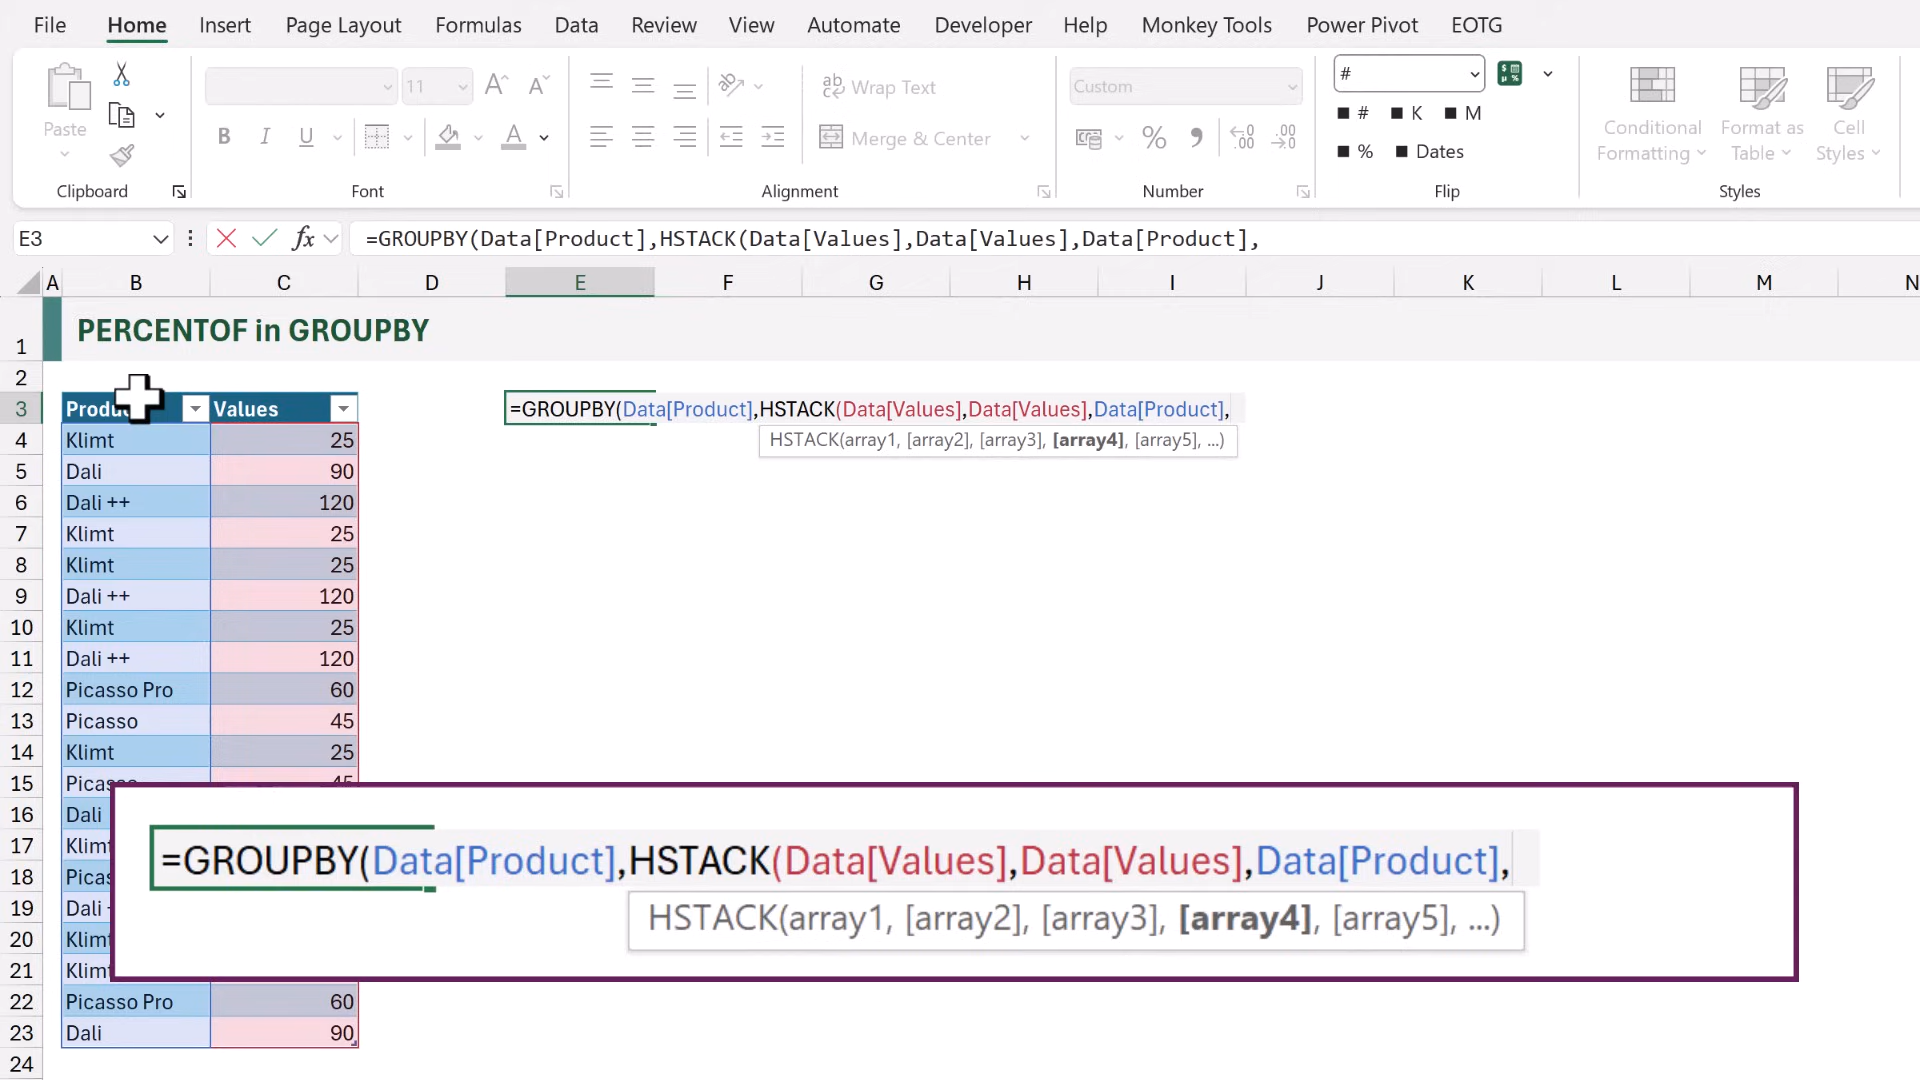 File Home Insert Page Layout Formulas Data Review View Automate Developer Help Monkey Tools Power Pivot EOTG
11 A^ A˅ Wrap Text Custom #
# K M
Paste B I U A Merge & Center % 9 .00 .00 % Dates Conditional Formatting Format as Table Cell Styles
Clipboard Font Alignment Number Flip Styles
E3 fx =GROUPBY(Data[Product],HSTACK(Data[Values],Data[Values],Data[Product],
A B C D E F G H I J K L M N
1 PERCENTOF in GROUPBY
2
3 Produ Values =GROUPBY(Data[Product],HSTACK(Data[Values],Data[Values],Data[Product],
4 Klimt 25 HSTACK(array1, [array2], [array3], [array4], [array5], ...)
5 Dali 90
6 Dali ++ 120
7 Klimt 25
8 Klimt 25
9 Dali ++ 120
10 Klimt 25
11 Dali ++ 120
12 Picasso Pro 60
13 Picasso 45
14 Klimt 25
15
16 Dali
17
18
19 Dali
20
21
=GROUPBY(Data[Product],HSTACK(Data[Values],Data[Values],Data[Product],
HSTACK(array1, [array2], [array3], [array4], [array5], ...)
22 Picasso Pro 60
23 Dali 90
24